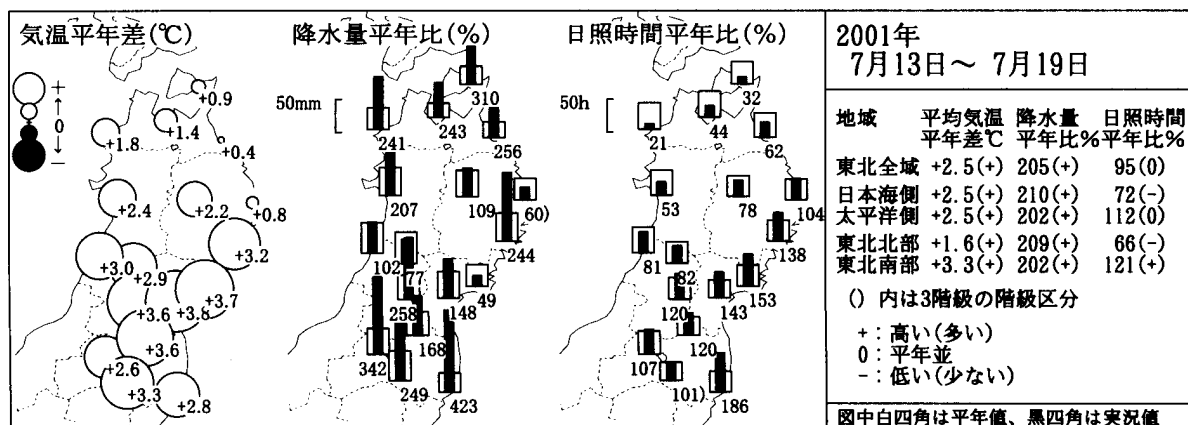 気温平年差(℃)
+
↑
0
↓
−
+0.9
+1.4
+1.8
+0.4
+2.4
+2.2
+0.8
+3.2
+3.0
+2.9
+3.7
+3.6
+3.8
+3.6
+2.6
+3.3
+2.8
降水量平年比(%)
50mm
310
241
243
256
207
109
60)
244
102
77
49
258
148
168
342
249
423
日照時間平年比(%)
50h
32
21
44
62
53
78
104
138
81
82
153
120
143
120
107
101)
186
2001年
7月13日～ 7月19日
地域 平均気温 降水量 日照時間
平年差℃ 平年比% 平年比%
東北全域 +2.5(+) 205(+) 95(0)
日本海側 +2.5(+) 210(+) 72(-)
太平洋側 +2.5(+) 202(+) 112(0)
東北北部 +1.6(+) 209(+) 66(-)
東北南部 +3.3(+) 202(+) 121(+)
() 内は3階級の階級区分
+：高い(多い)
0：平年並
-：低い(少ない)
図中白四角は平年値、黒四角は実況値